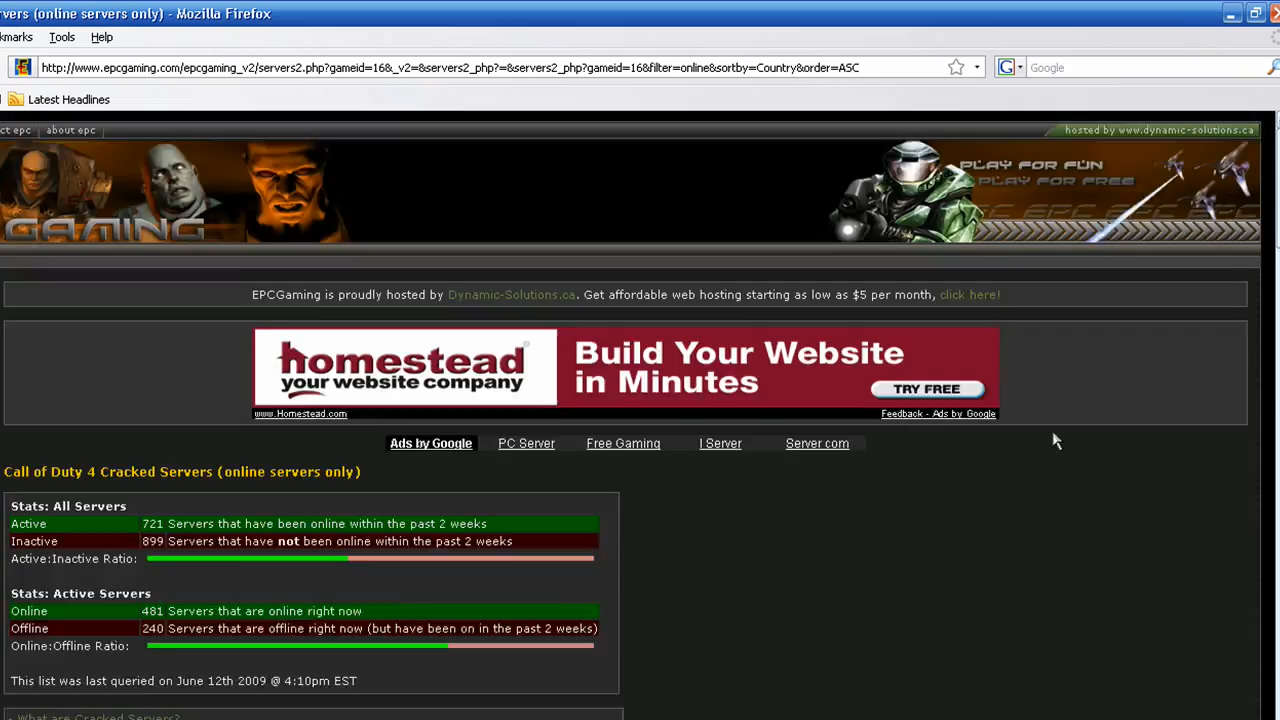 rvers (online servers only) - Mozilla Firefox
kmarks Tools Help
http://www.epcgaming.com/epcgaming_v2/servers2.php?gameid=16&_v2=&servers2_php?=&servers2_php?gameid=16&filter=online&sortby=Country&order=ASC
G Google
Latest Headlines
ct epc about epc
hosted by www.dynamic-solutions.ca
PLAY FOR FUN
PLAY FOR FREE
EPC EPC EPC
GAMING
EPCGaming is proudly hosted by Dynamic-Solutions.ca. Get affordable web hosting starting as low as $5 per month, click here!
homestead®
your website company
Build Your Website
in Minutes
TRY FREE
www.Homestead.com
Feedback - Ads by Google
Ads by Google PC Server Free Gaming I Server Server com
Call of Duty 4 Cracked Servers (online servers only)
Stats: All Servers
Active 721 Servers that have been online within the past 2 weeks
Inactive 899 Servers that have not been online within the past 2 weeks
Active:Inactive Ratio:
Stats: Active Servers
Online 481 Servers that are online right now
Offline 240 Servers that are offline right now (but have been on in the past 2 weeks)
Online:Offline Ratio:
This list was last queried on June 12th 2009 @ 4:10pm EST
- What are Cracked Servers?